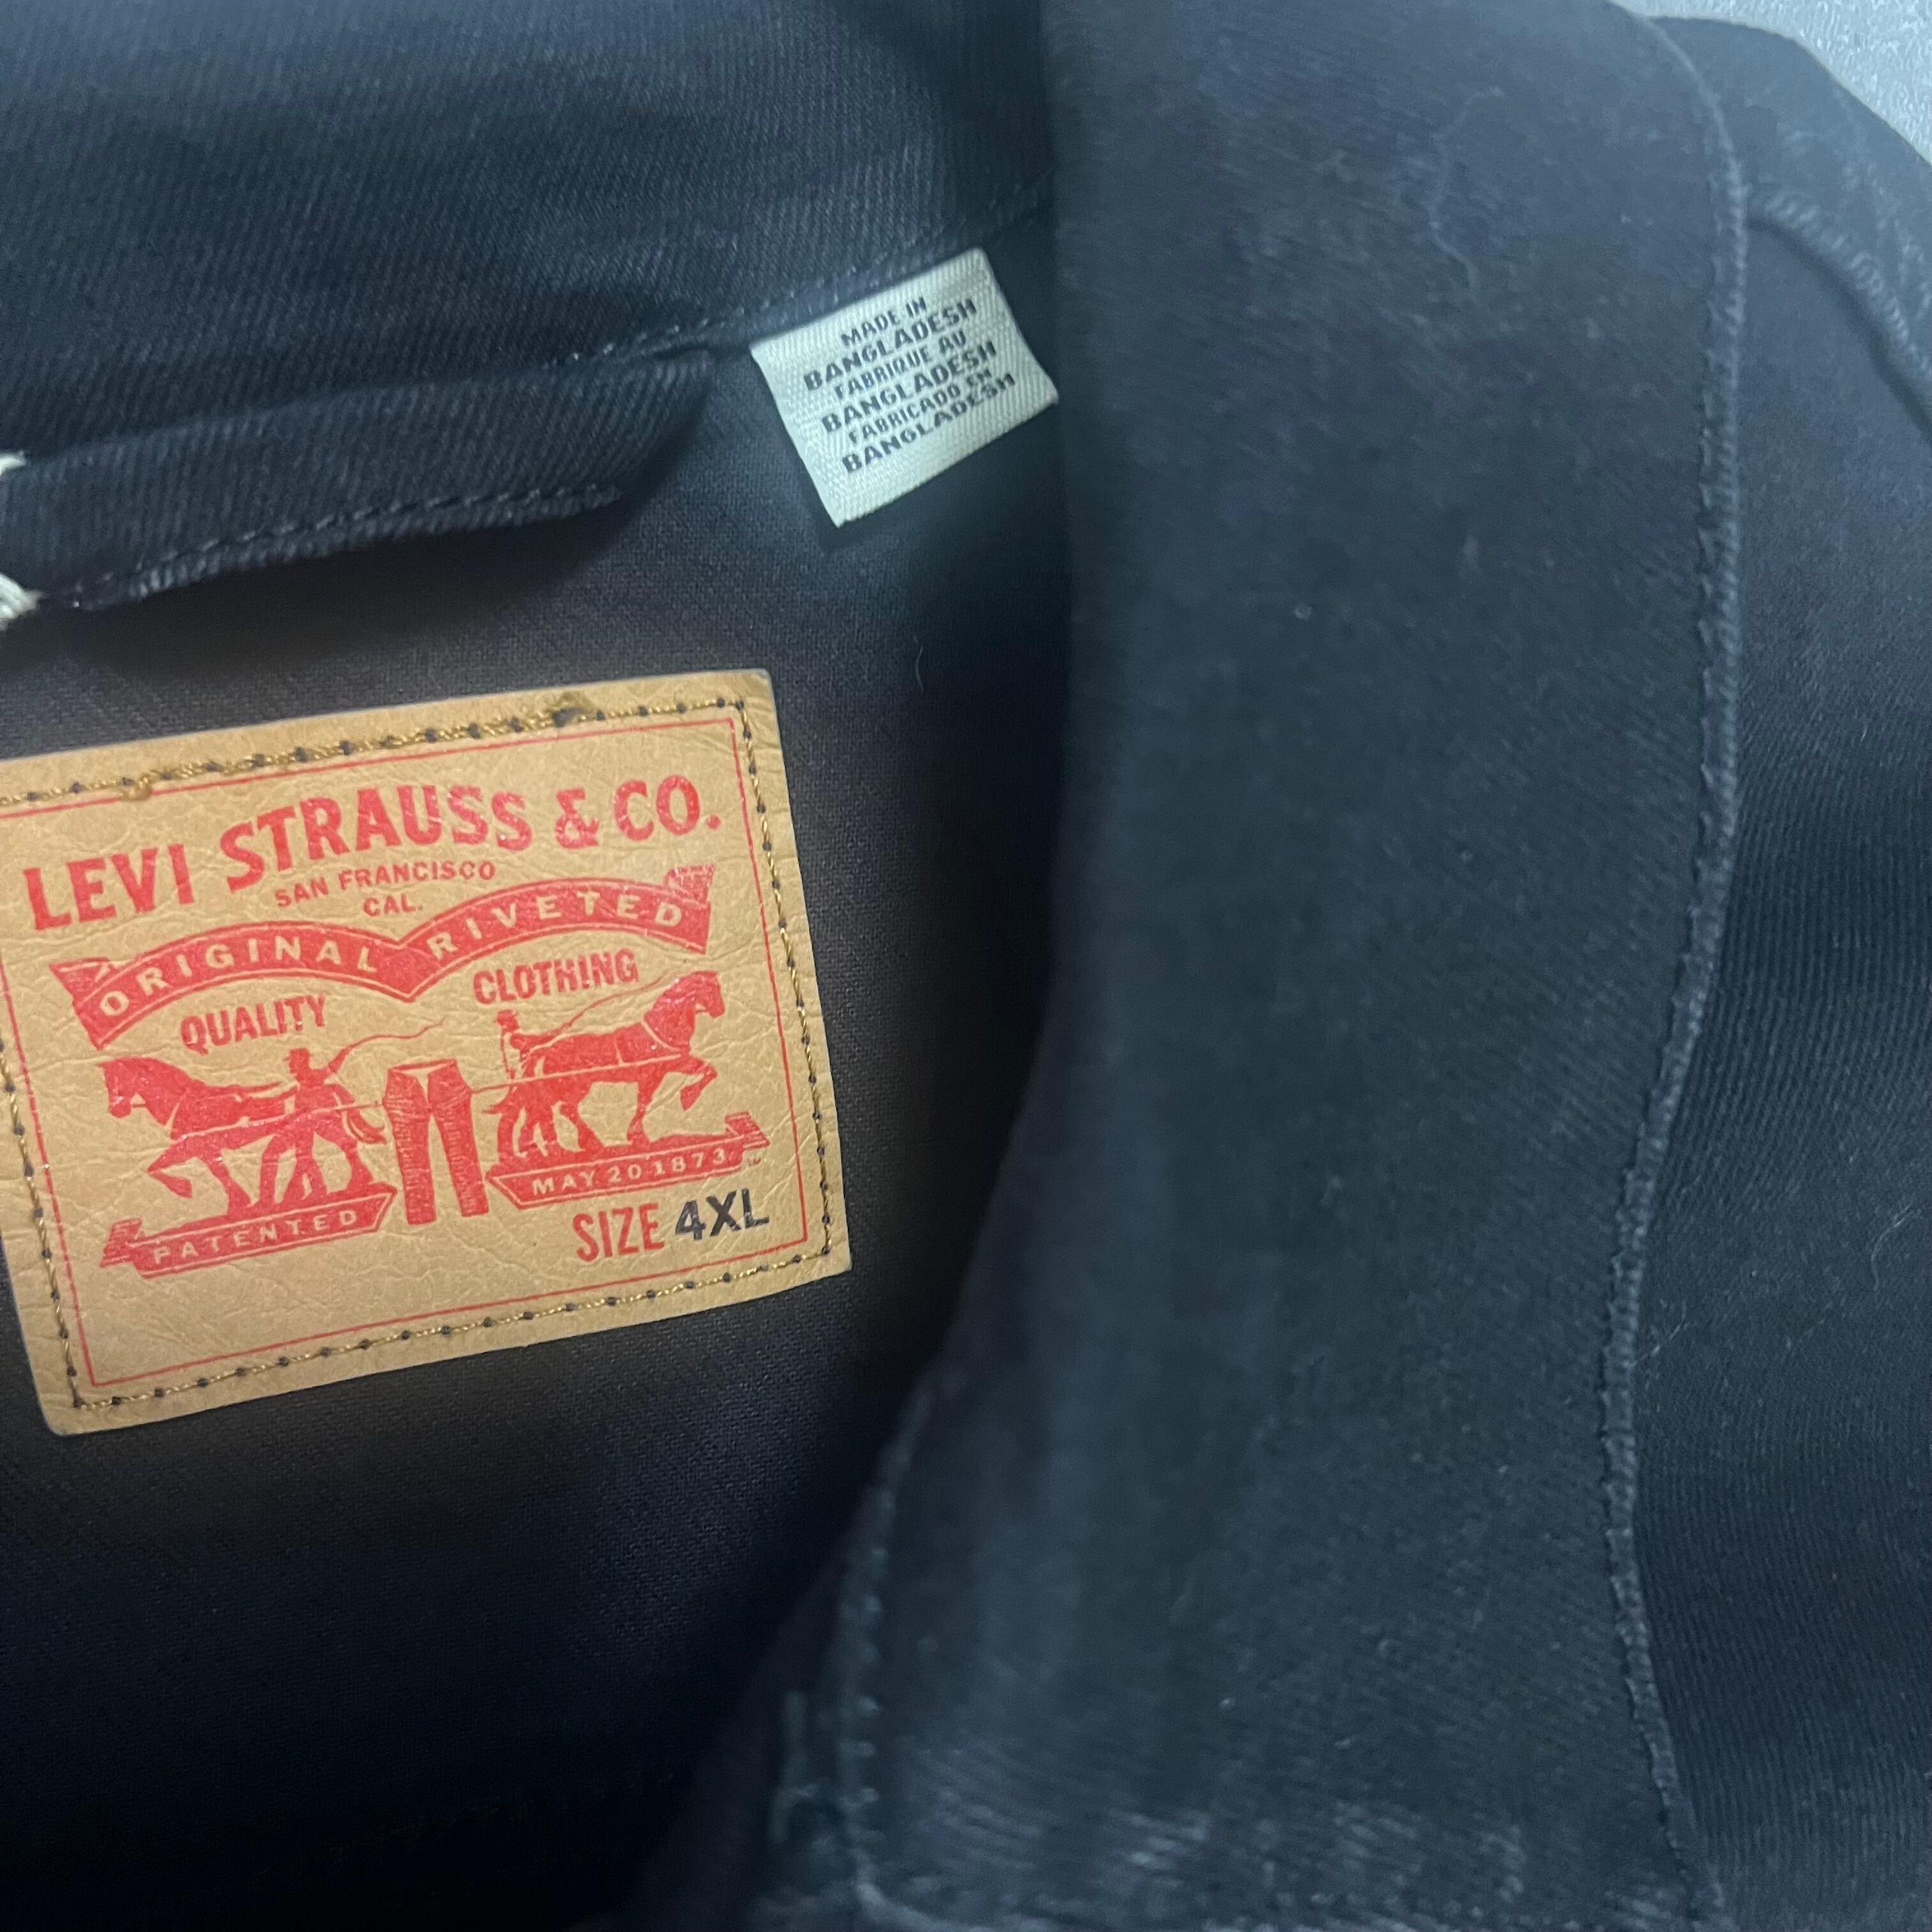 MADE IN
BANGLADESH
FABRIQUE AU
BANGLADESH
FABRICADO EN
BANGLADESH
LEVI STRAUSS & CO.
SAN FRANCISCO
CAL.
ORIGINAL RIVETED
QUALITY CLOTHING
PATENTED MAY 20 1873
SIZE 4XL